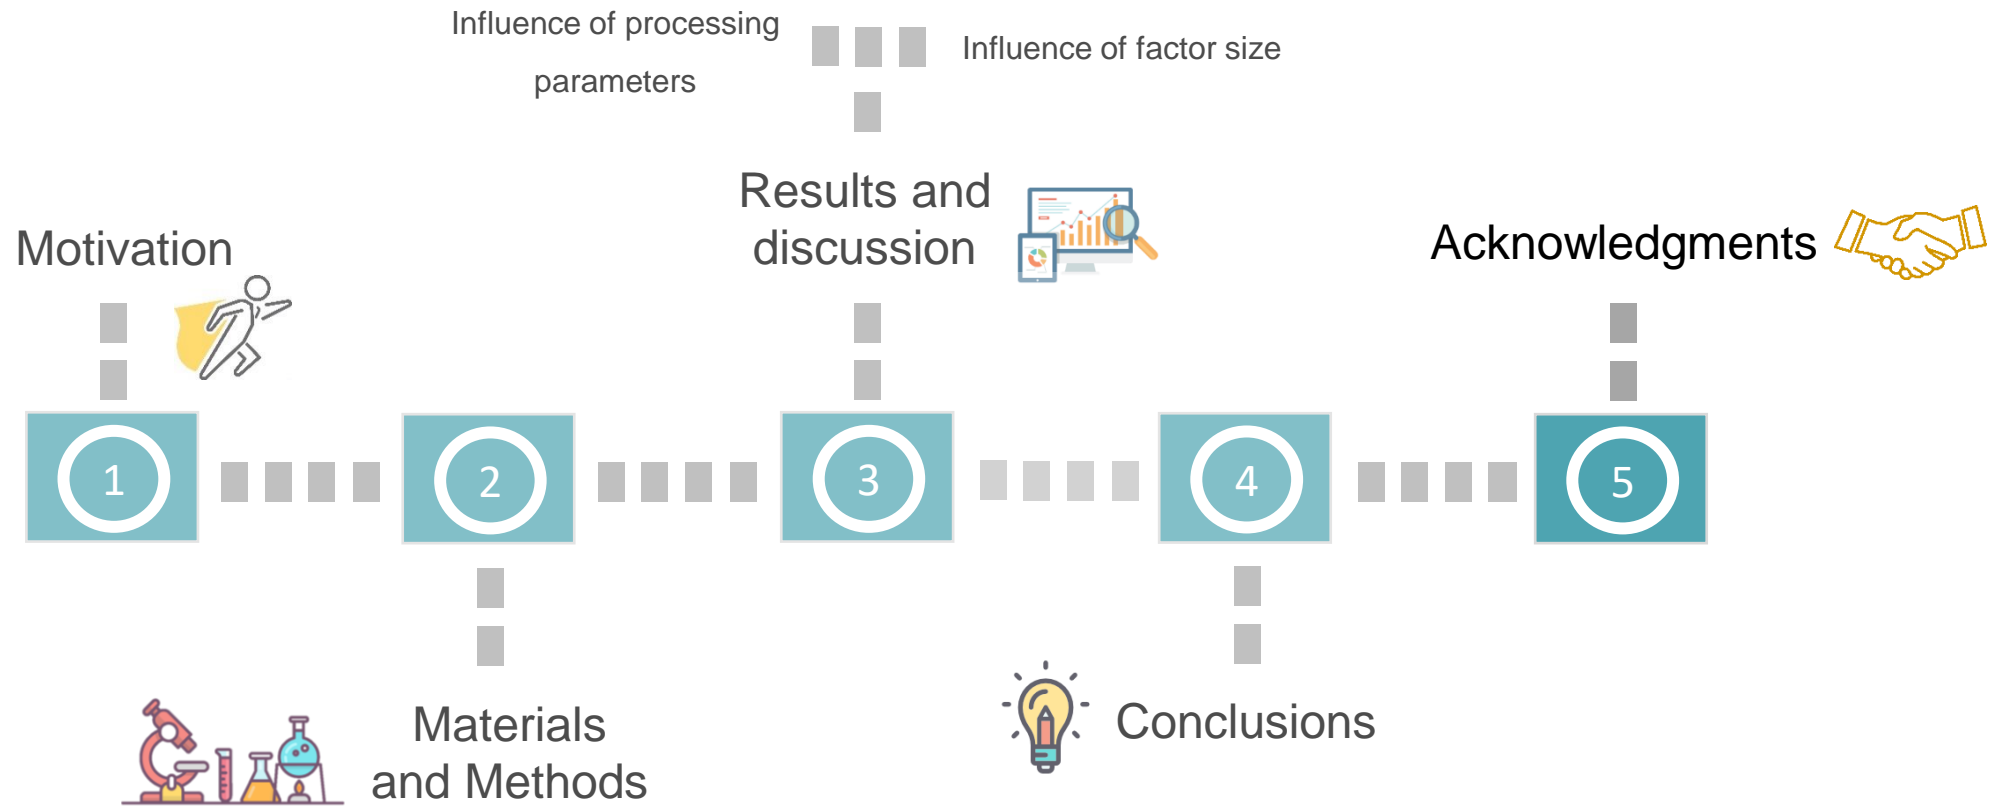 Influence of processing
parameters
Influence of factor size
Results and
discussion
Motivation
Acknowledgments
1
2
3
4
5
Materials
and Methods
Conclusions